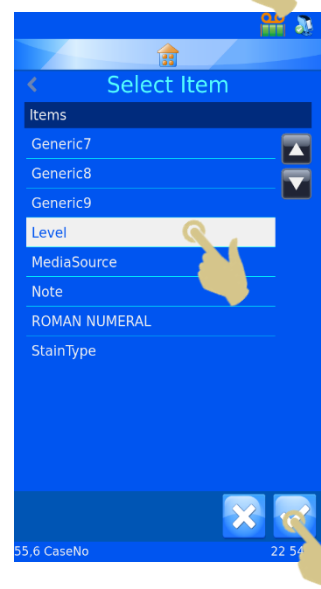 Select Item
Items
Generic7
Generic8
Generic9
Level
MediaSource
Note
ROMAN NUMERAL
StainType
55,6 CaseNo
22 54